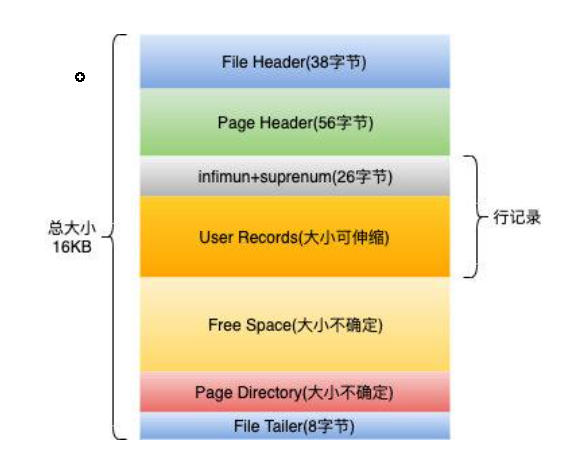 File Header(38字节)
Page Header(56字节)
infimun+suprenum(26字节)
User Records(大小可伸缩)
行记录
总大小
16KB
Free Space(大小不确定)
Page Directory(大小不确定)
File Tailer(8字节)